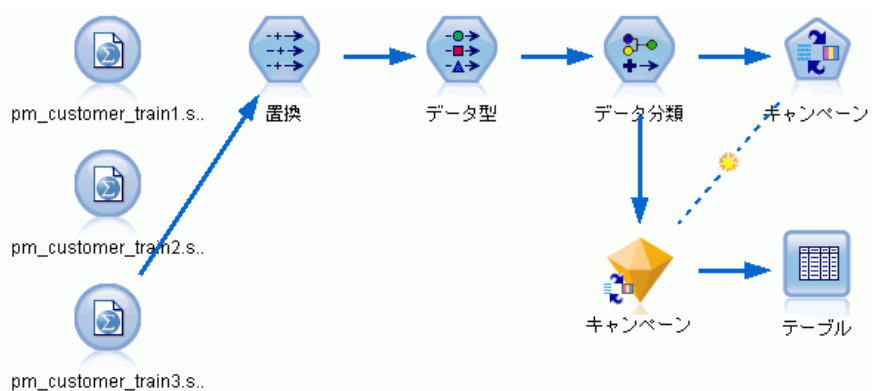 pm_customer_train1.s..
置換
データ型
データ分類
キャンペーン
pm_customer_train2.s..
キャンペーン
テーブル
pm_customer_train3.s..